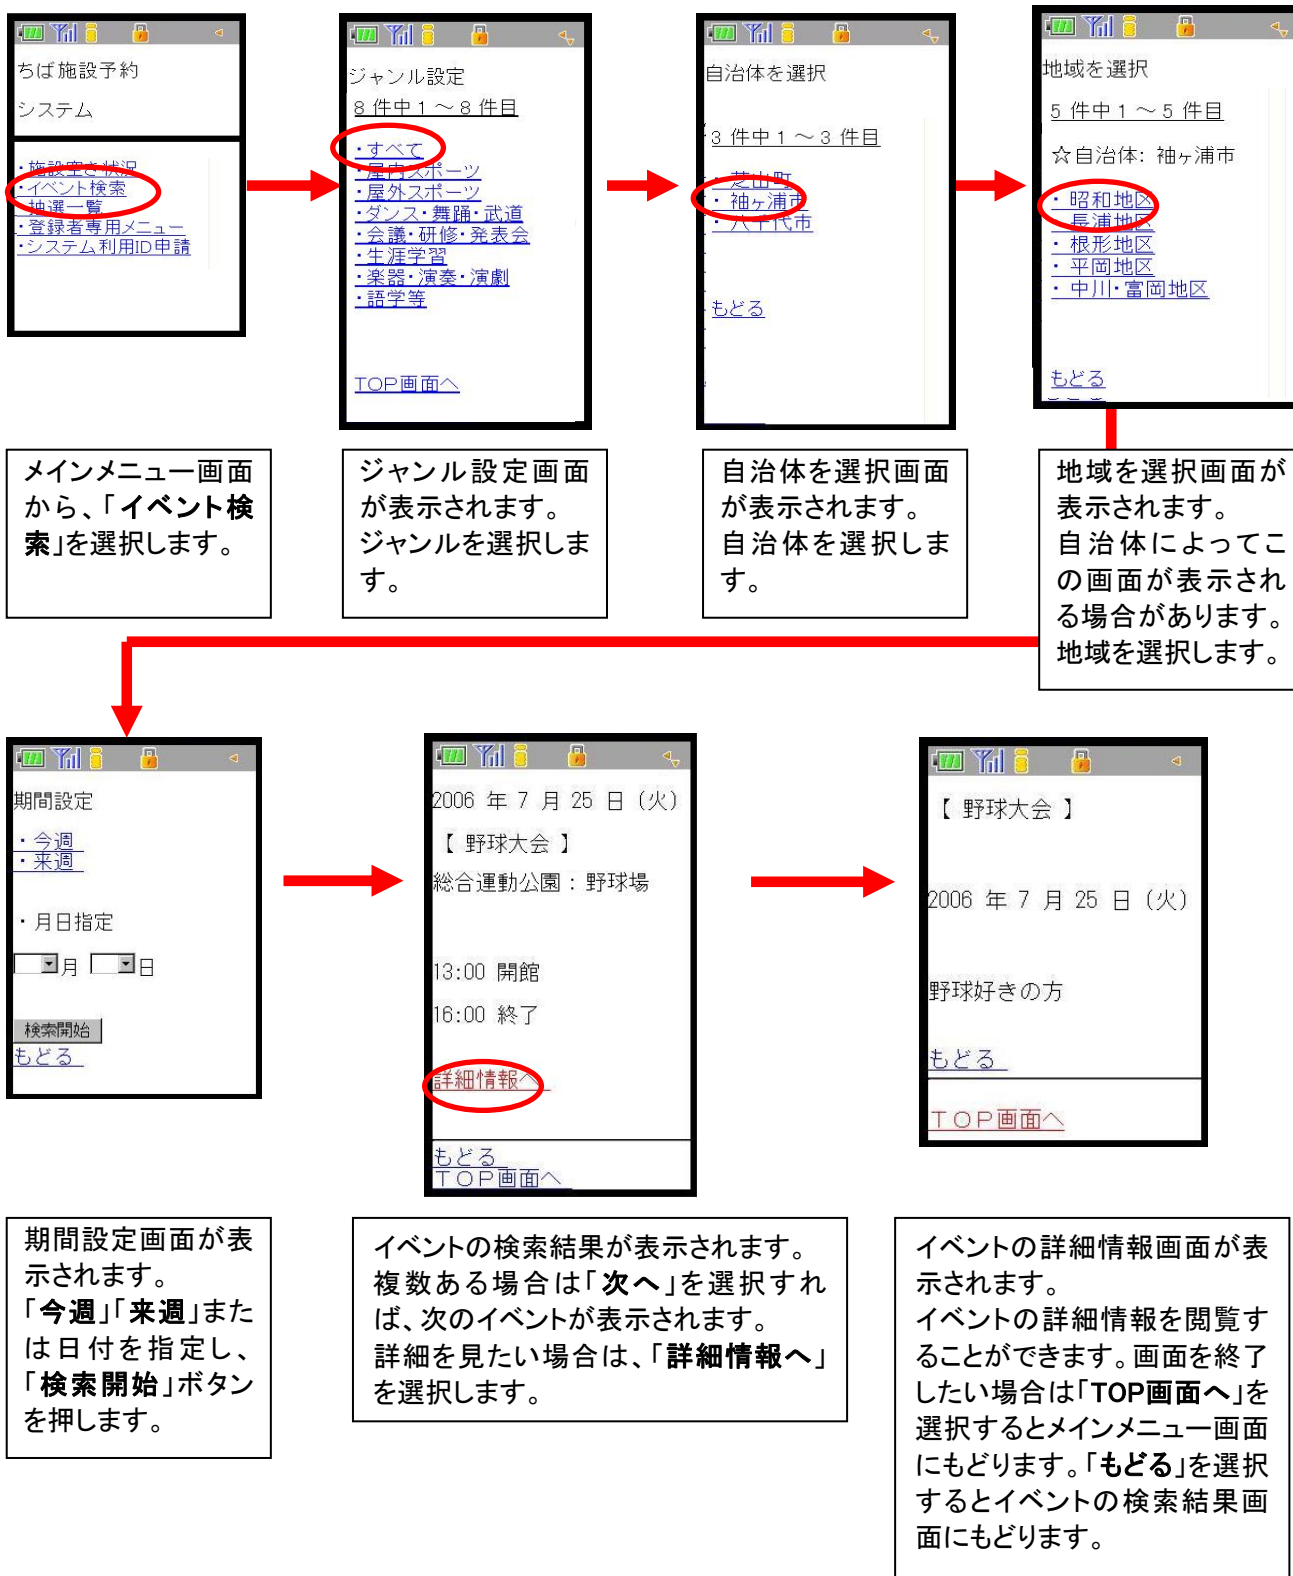 ちば施設予約
システム
・施設空き状況
・イベント検索
・抽選一覧
・登録者専用メニュー
・システム利用ID申請
ジャンル設定
8 件中 1 ～ 8 件目
・すべて
・屋内スポーツ
・屋外スポーツ
・ダンス・舞踊・武道
・会議・研修・発表会
・生涯学習
・楽器・演奏・演劇
・語学等
TOP画面へ
自治体を選択
3 件中 1 ～ 3 件目
・ 芝山町
・ 袖ヶ浦市
・ 八千代市
もどる
地域を選択
5 件中 1 ～ 5 件目
☆自治体: 袖ヶ浦市
・ 昭和地区
・ 長浦地区
・ 根形地区
・ 平岡地区
・ 中川・富岡地区
もどる
メインメニュー画面
から、「イベント検
索」を選択します。
ジャンル設定画面
が表示されます。
ジャンルを選択しま
す。
自治体を選択画面
が表示されます。
自治体を選択しま
す。
地域を選択画面が
表示されます。
自治体によってこ
の画面が表示され
る場合があります。
地域を選択します。
期間設定
・ 今週
・ 来週
・ 月日指定
月 日
検索開始
もどる
2006 年 7 月 25 日 (火)
【 野球大会 】
総合運動公園 : 野球場
13:00 開館
16:00 終了
詳細情報へ
もどる
TOP画面へ
【 野球大会 】
2006 年 7 月 25 日 (火)
野球好きの方
もどる
TOP画面へ
期間設定画面が表
示されます。
「今週」「来週」また
は日付を指定し、
「検索開始」ボタン
を押します。
イベントの検索結果が表示されます。
複数ある場合は「次へ」を選択すれ
ば、次のイベントが表示されます。
詳細を見たい場合は、「詳細情報へ」
を選択します。
イベントの詳細情報画面が表
示されます。
イベントの詳細情報を閲覧す
ることができます。画面を終了
したい場合は「TOP画面へ」を
選択するとメインメニュー画面
にもどります。「もどる」を選択
するとイベントの検索結果画
面にもどります。